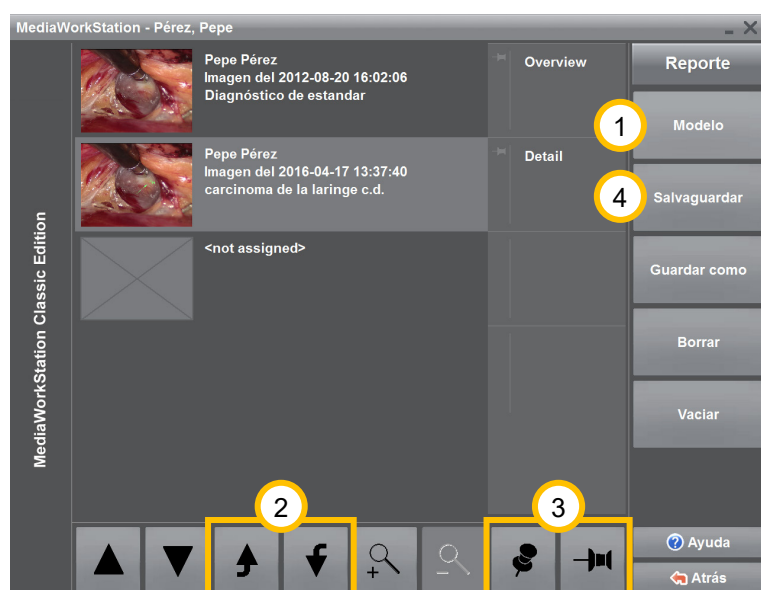 MediaWorkStation - Pérez, Pepe
MediaWorkStation Classic Edition
Pepe Pérez
Imagen del 2012-08-20 16:02:06
Diagnóstico de estandar
Overview
Pepe Pérez
Imagen del 2016-04-17 13:37:40
carcinoma de la laringe c.d.
Detail
<not assigned>
Reporte
1
Modelo
4
Salvaguardar
Guardar como
Borrar
Vaciar
2
3
Ayuda
Atrás